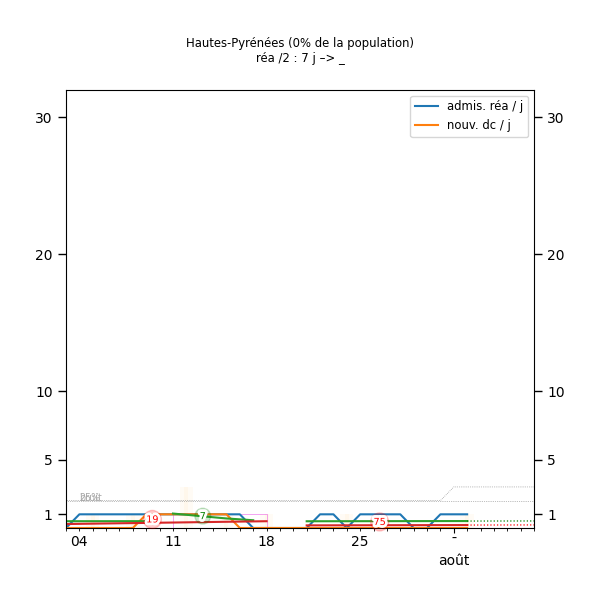 Hautes-Pyrénées (0% de la population)
réa /2 : 7 j –> _
admis. réa / j
nouv. dc / j
30 30
20 20
10 10
5 5
1 1
19 7 75
04 11 18 25 -
août